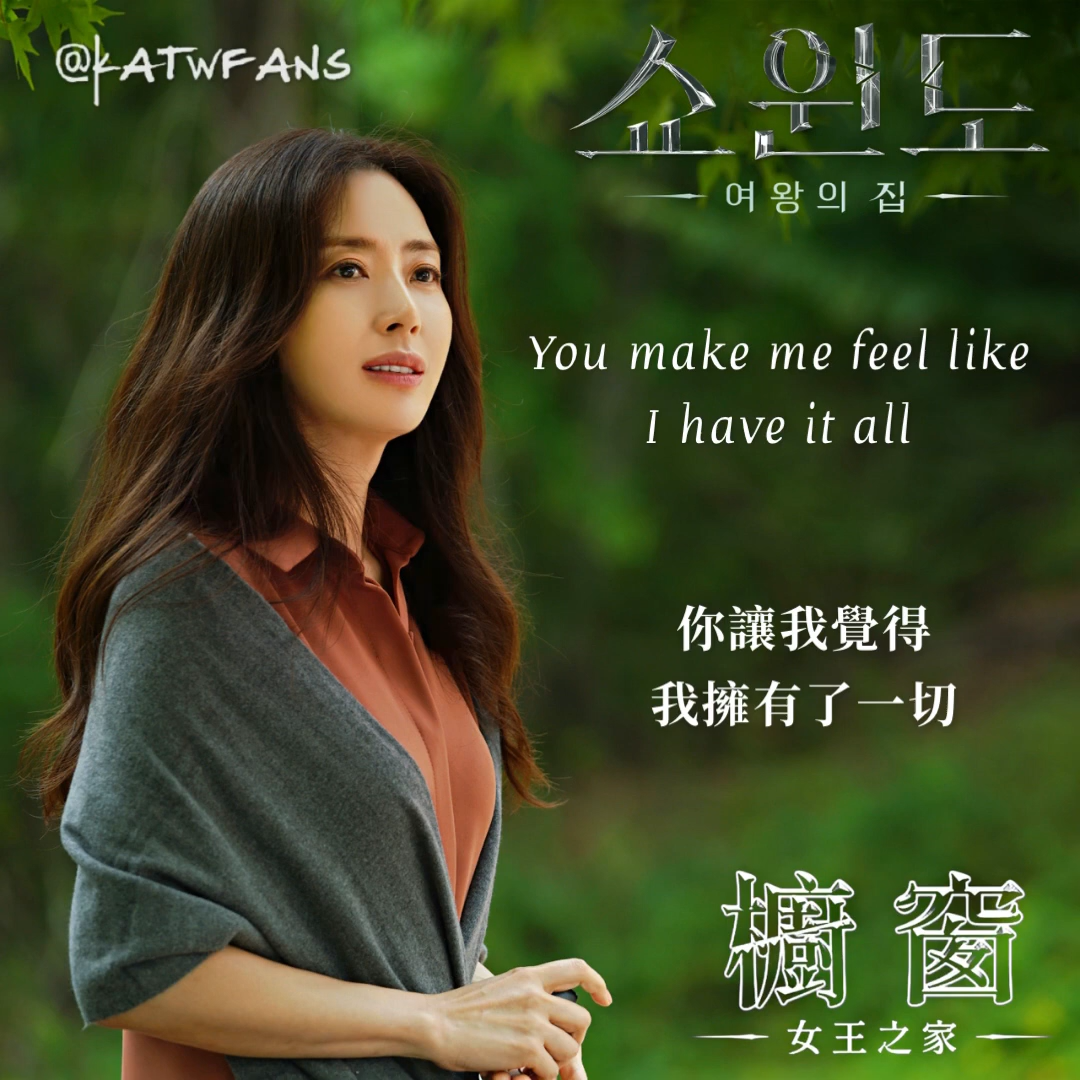 @KATWFANS
쇼윈도
여왕의 집
You make me feel like
I have it all
你讓我覺得
我擁有了一切
櫥窗
女王之家